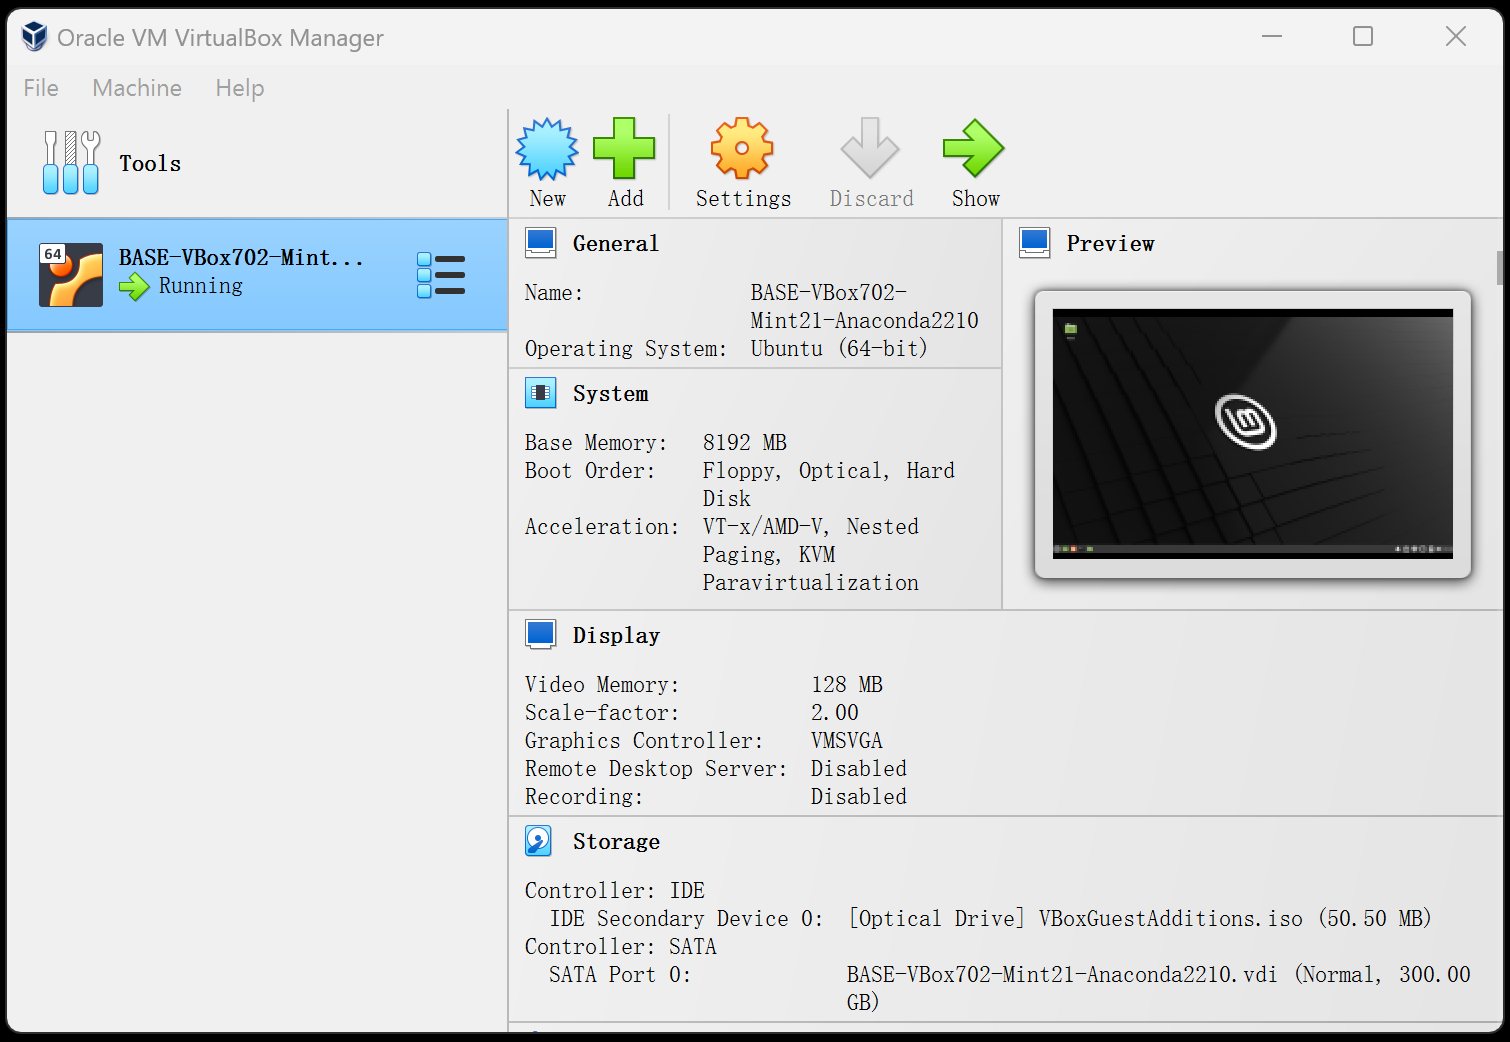 Oracle VM VirtualBox Manager
File Machine Help
Tools
New Add Settings Discard Show
64
BASE-VBox702-Mint...
Running
General
Name: BASE-VBox702-
Mint21-Anaconda2210
Operating System: Ubuntu (64-bit)
Preview
lm
System
Base Memory: 8192 MB
Boot Order: Floppy, Optical, Hard
Disk
Acceleration: VT-x/AMD-V, Nested
Paging, KVM
Paravirtualization
Display
Video Memory: 128 MB
Scale-factor: 2.00
Graphics Controller: VMSVGA
Remote Desktop Server: Disabled
Recording: Disabled
Storage
Controller: IDE
IDE Secondary Device 0: [Optical Drive] VBoxGuestAdditions.iso (50.50 MB)
Controller: SATA
SATA Port 0: BASE-VBox702-Mint21-Anaconda2210.vdi (Normal, 300.00
GB)